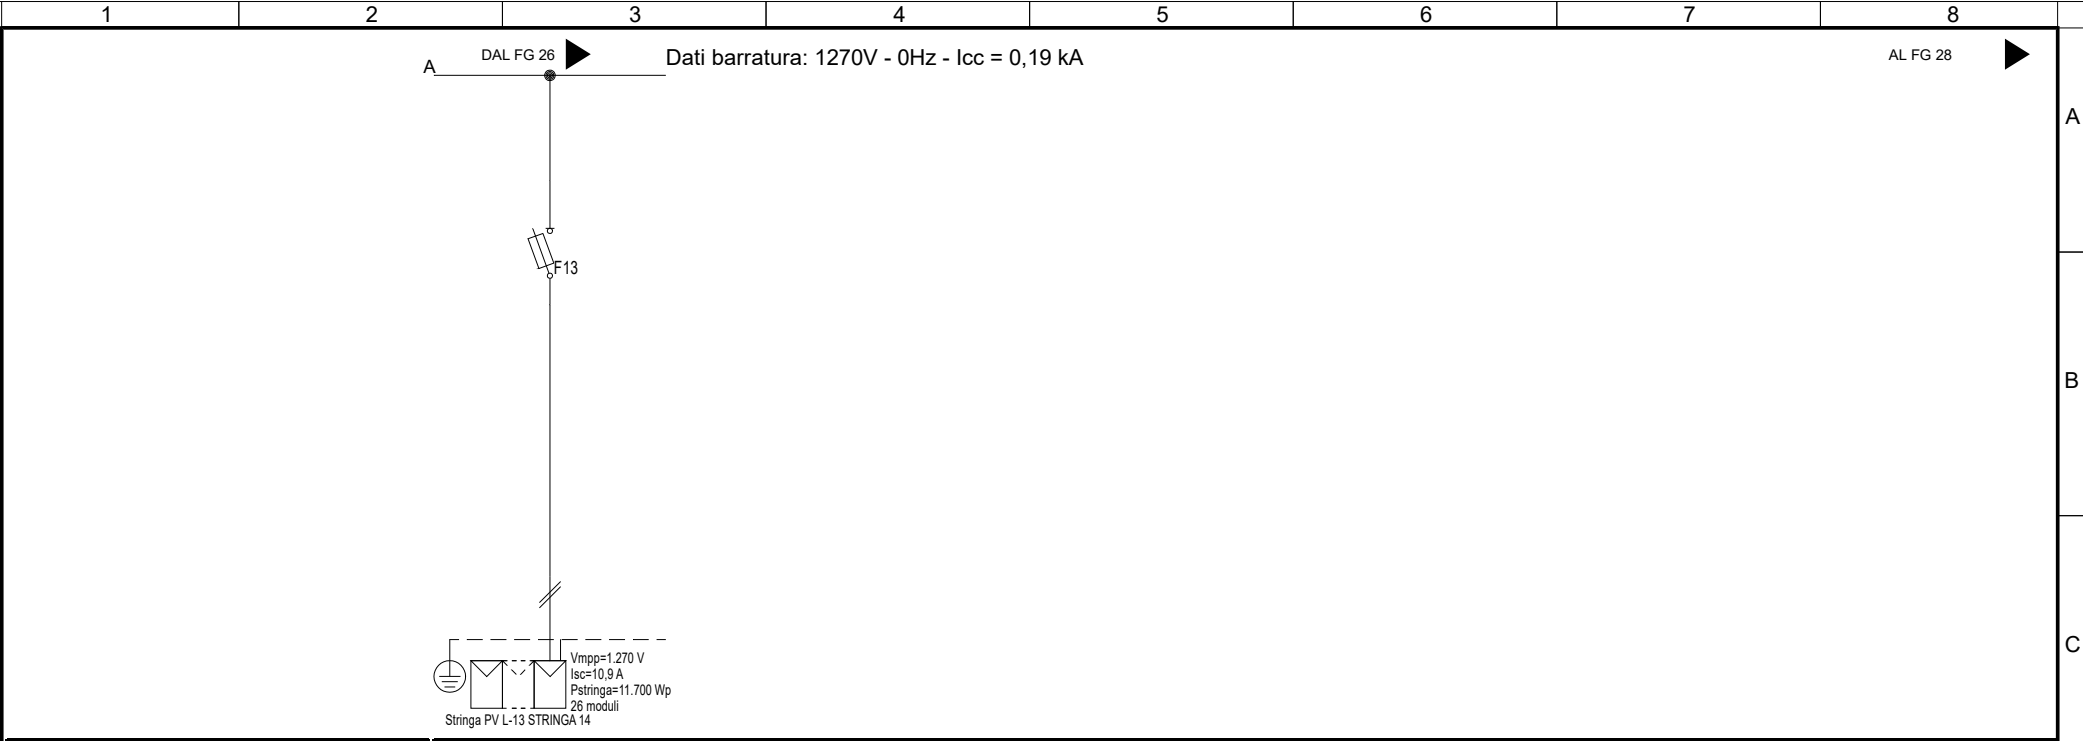 1 2 3 4 5 6 7 8
DAL FG 26 Dati barratura: 1270V - 0Hz - Icc = 0,19 kA AL FG 28
A
A
F13
B
C
Vmpp=1.270 V
Isc=10,9 A
Pstringa=11.700 Wp
26 moduli
Stringa PV L-13 STRINGA 14